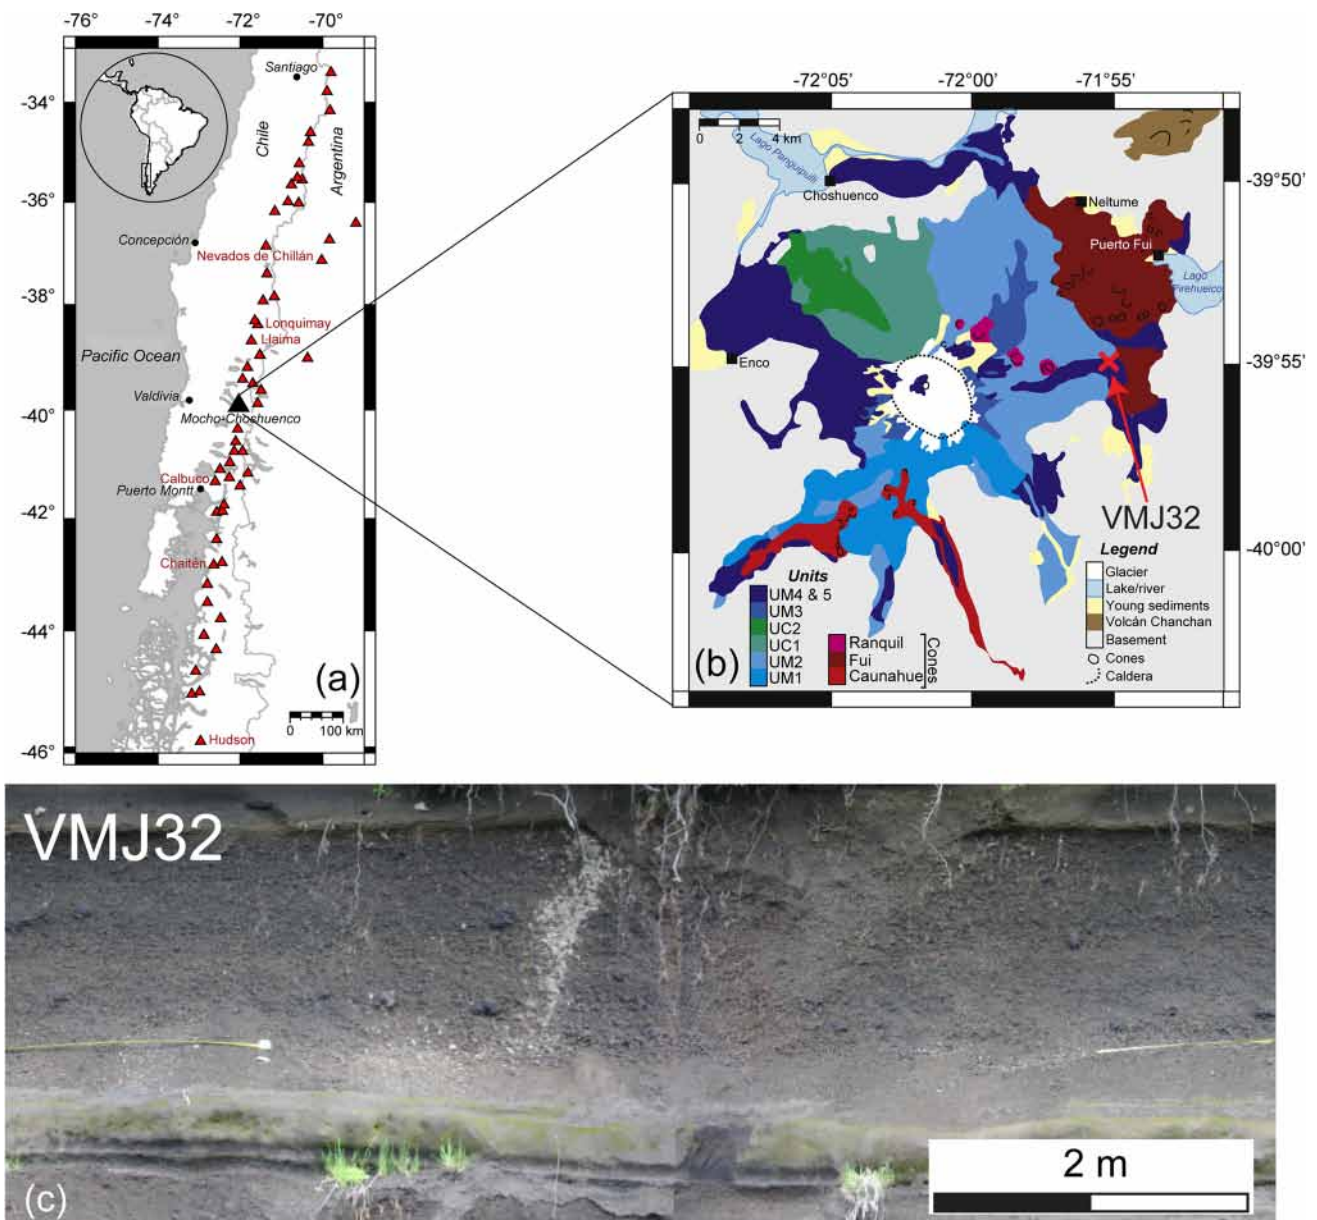 -76° -74° -72° -70°
-34°
-36°
-38°
-40°
-42°
-44°
-46°
Santiago
Chile
Argentina
Concepción
Nevados de Chillán
Lonquimay
Llaima
Pacific Ocean
Valdivia
Mocho-Choshuenco
Calbuco
Puerto Montt
Chaitén
Hudson
(a)
0 100 km
-72°05' -72°00' -71°55'
-39°50'
-39°55'
-40°00'
0 2 4 km
Lago Panguipulli
Choshuenco
Neltume
Puerto Fui
Lago
Pirehueico
Enco
VMJ32
Legend
Glacier
Lake/river
Young sediments
Volcán Chanchan
Basement
Cones
Caldera
Units
UM4 & 5
UM3
UC2
UC1
UM2
UM1
Ranquil
Fui
Caunahue
Cones
(b)
VMJ32
2 m
(c)